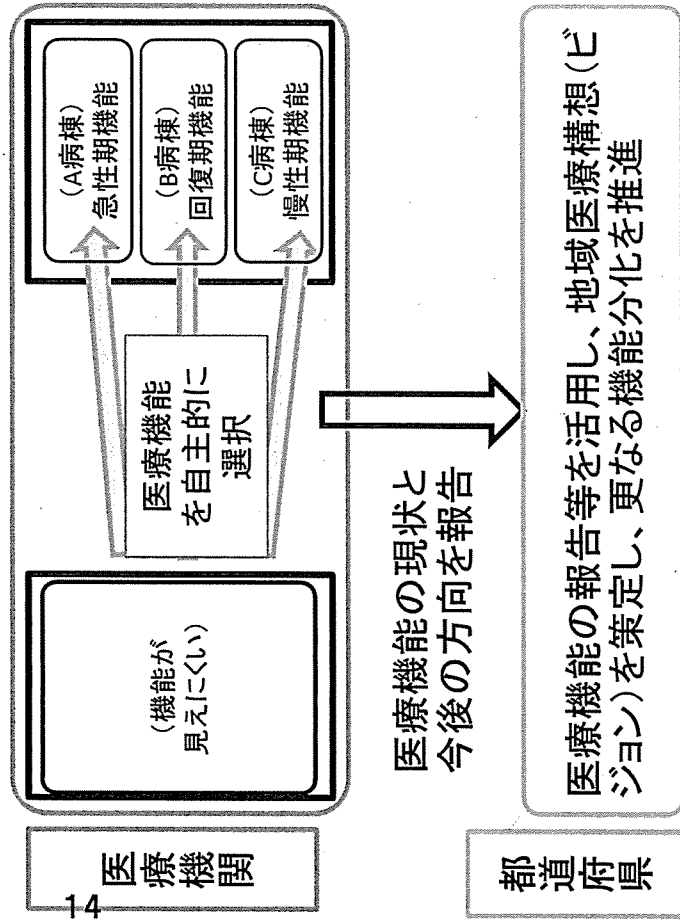 医療機関
(機能が
見えにくい)
医療機能
を自主的に
選択
(A病棟)
急性期機能
(B病棟)
回復期機能
(C病棟)
慢性期機能
医療機能の現状と
今後の方向を報告
都道府県
医療機能の報告等を活用し、地域医療構想(ビ
ジョン)を策定し、更なる機能分化を推進
14